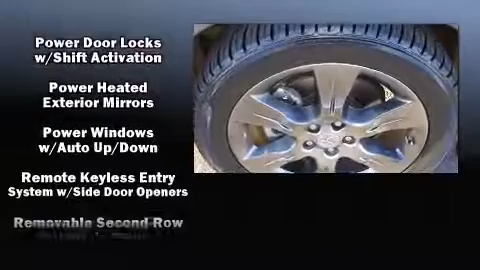 Power Door Locks
w/Shift Activation
Power Heated
Exterior Mirrors
Power Windows
w/Auto Up/Down
Remote Keyless Entry
System w/Side Door Openers
Removable Second Row